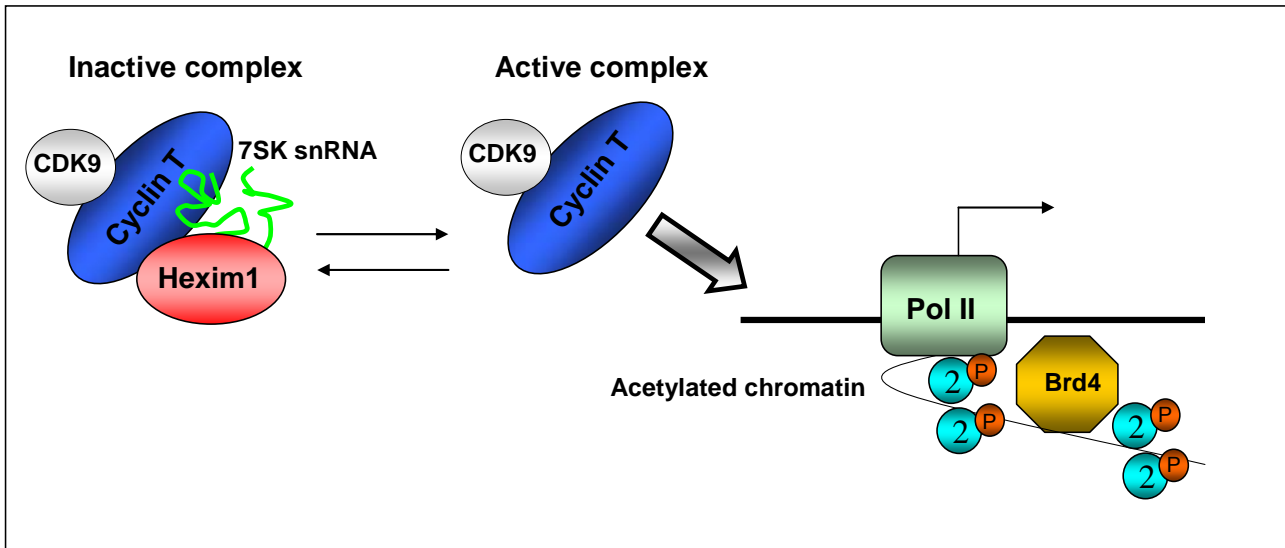 Inactive complex
Active complex
CDK9
Cyclin T
7SK snRNA
Hexim1
CDK9
Cyclin T
Pol II
Acetylated chromatin
Brd4
2 P
2 P
2 P
2 P